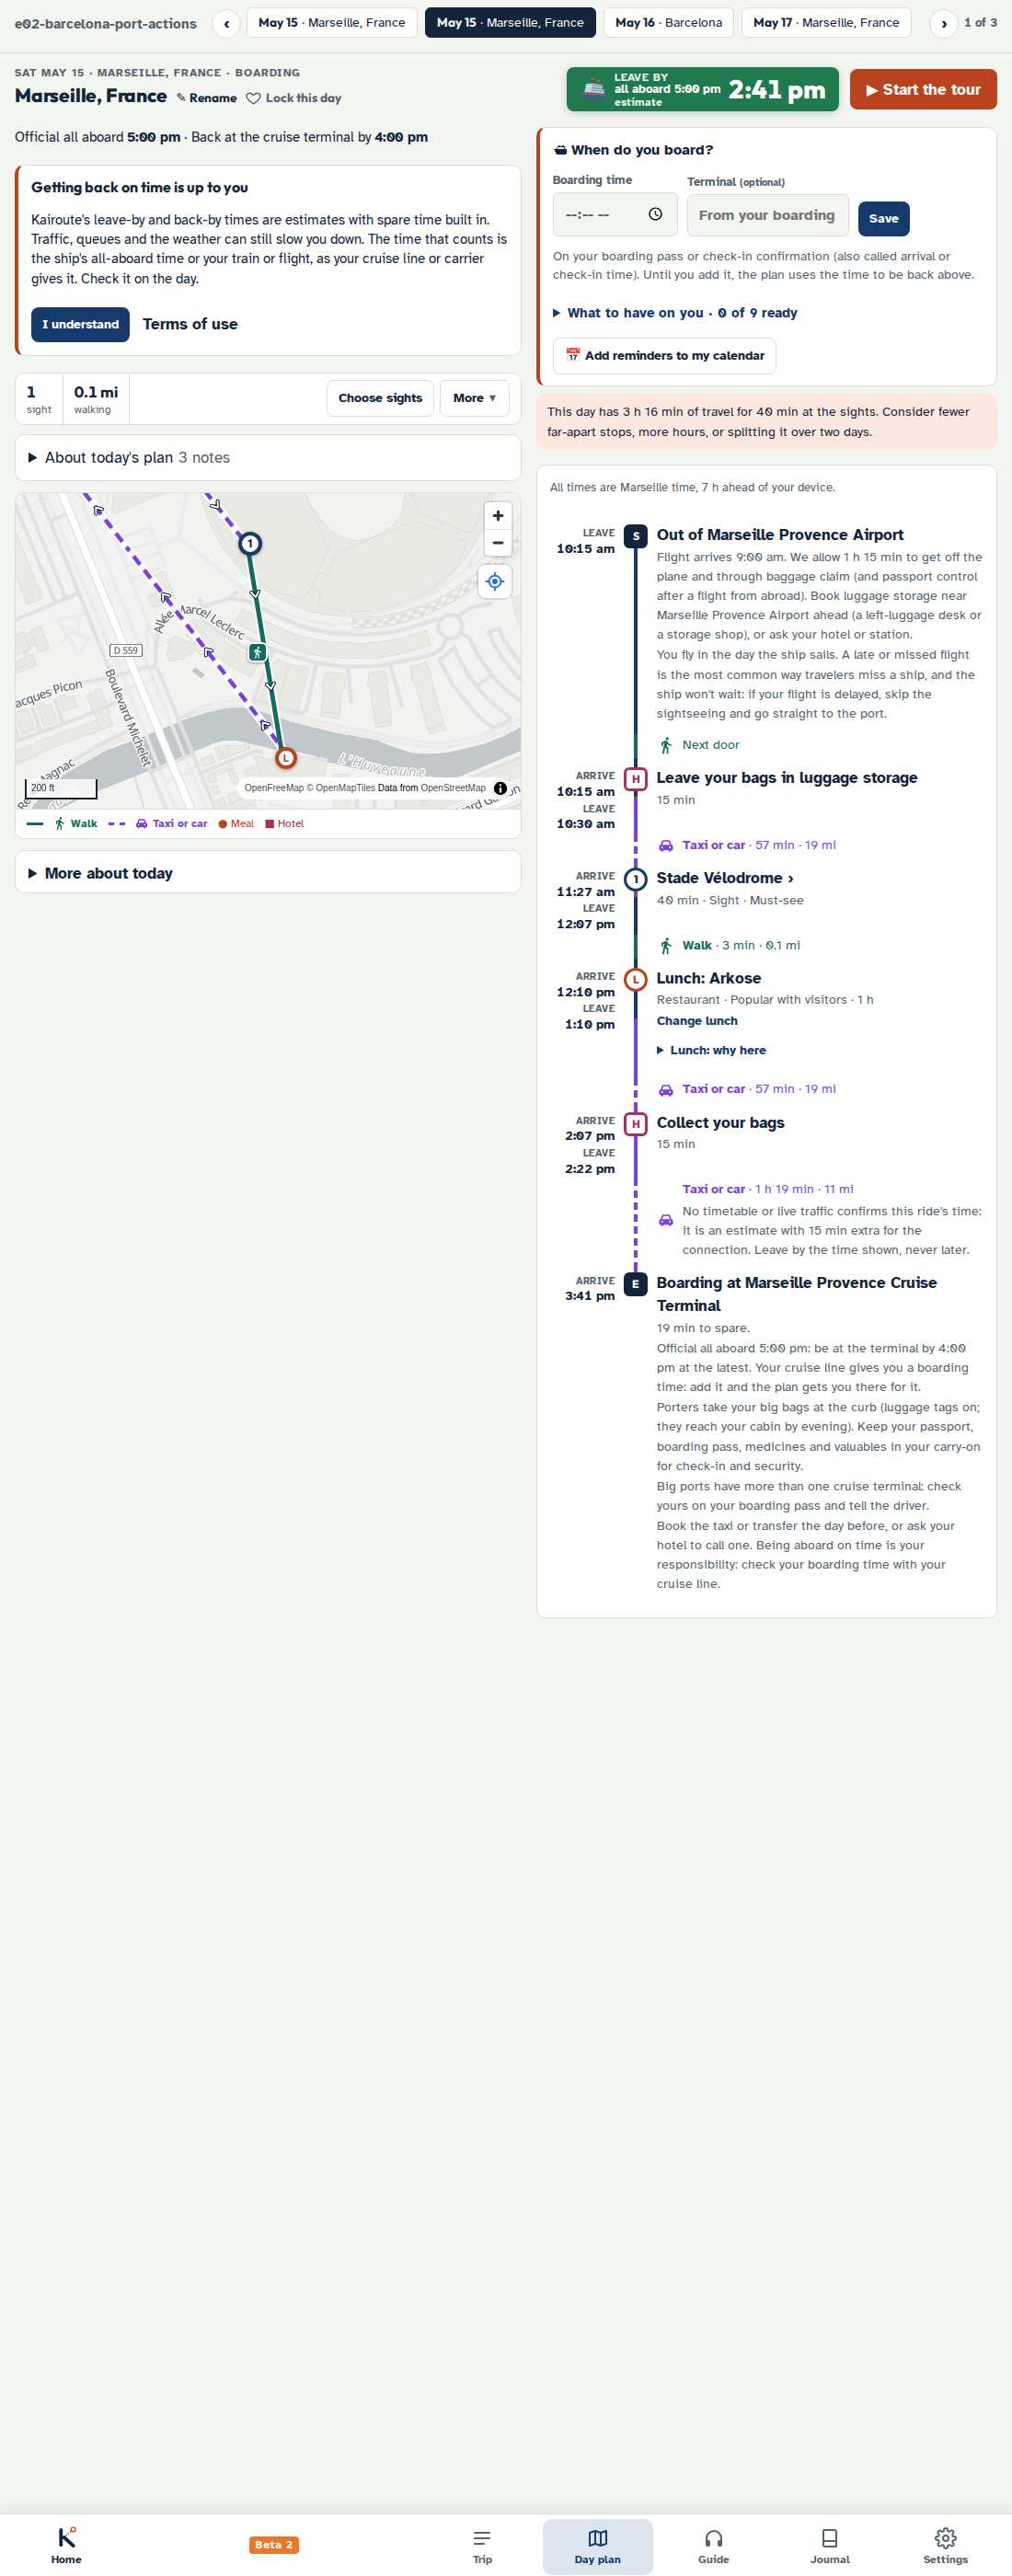 e02-barcelona-port-actions
‹
May 15 · Marseille, France
May 15 · Marseille, France
May 16 · Barcelona
May 17 · Marseille, France
›
1 of 3
SAT MAY 15 · MARSEILLE, FRANCE · BOARDING
Marseille, France
✎ Rename
Lock this day
LEAVE BY
all aboard 5:00 pm
estimate
2:41 pm
▶ Start the tour
Official all aboard 5:00 pm · Back at the cruise terminal by 4:00 pm
Getting back on time is up to you
Kairoute's leave-by and back-by times are estimates with spare time built in.
Traffic, queues and the weather can still slow you down. The time that counts is
the ship's all-aboard time or your train or flight, as your cruise line or carrier
gives it. Check it on the day.
I understand
Terms of use
1
sight
0.1 mi
walking
Choose sights
More ▼
▶ About today's plan 3 notes
+
−
1
Allée Marcel Leclerc
D 559
Boulevard Michelet
acques Picon
L'Huveaune
L
200 ft
OpenFreeMap © OpenMapTiles Data from OpenStreetMap
Walk
Taxi or car
Meal
Hotel
▶ More about today
When do you board?
Boarding time
Terminal (optional)
--:-- --
From your boarding
Save
On your boarding pass or check-in confirmation (also called arrival or
check-in time). Until you add it, the plan uses the time to be back above.
▶ What to have on you · 0 of 9 ready
Add reminders to my calendar
This day has 3 h 16 min of travel for 40 min at the sights. Consider fewer
far-apart stops, more hours, or splitting it over two days.
All times are Marseille time, 7 h ahead of your device.
LEAVE
10:15 am
S
Out of Marseille Provence Airport
Flight arrives 9:00 am. We allow 1 h 15 min to get off the
plane and through baggage claim (and passport control
after a flight from abroad). Book luggage storage near
Marseille Provence Airport ahead (a left-luggage desk or
a storage shop), or ask your hotel or station.
You fly in the day the ship sails. A late or missed flight
is the most common way travelers miss a ship, and the
ship won't wait: if your flight is delayed, skip the
sightseeing and go straight to the port.
Next door
ARRIVE
10:15 am
LEAVE
10:30 am
H
Leave your bags in luggage storage
15 min
Taxi or car · 57 min · 19 mi
ARRIVE
11:27 am
LEAVE
12:07 pm
1
Stade Vélodrome ›
40 min · Sight · Must-see
Walk · 3 min · 0.1 mi
ARRIVE
12:10 pm
LEAVE
1:10 pm
L
Lunch: Arkose
Restaurant · Popular with visitors · 1 h
Change lunch
▶ Lunch: why here
Taxi or car · 57 min · 19 mi
ARRIVE
2:07 pm
LEAVE
2:22 pm
H
Collect your bags
15 min
Taxi or car · 1 h 19 min · 11 mi
No timetable or live traffic confirms this ride's time:
it is an estimate with 15 min extra for the
connection. Leave by the time shown, never later.
ARRIVE
3:41 pm
E
Boarding at Marseille Provence Cruise
Terminal
19 min to spare.
Official all aboard 5:00 pm: be at the terminal by 4:00
pm at the latest. Your cruise line gives you a boarding
time: add it and the plan gets you there for it.
Porters take your big bags at the curb (luggage tags on;
they reach your cabin by evening). Keep your passport,
boarding pass, medicines and valuables in your carry-on
for check-in and security.
Big ports have more than one cruise terminal: check
yours on your boarding pass and tell the driver.
Book the taxi or transfer the day before, or ask your
hotel to call one. Being aboard on time is your
responsibility: check your boarding time with your
cruise line.
Home
Beta 2
Trip
Day plan
Guide
Journal
Settings